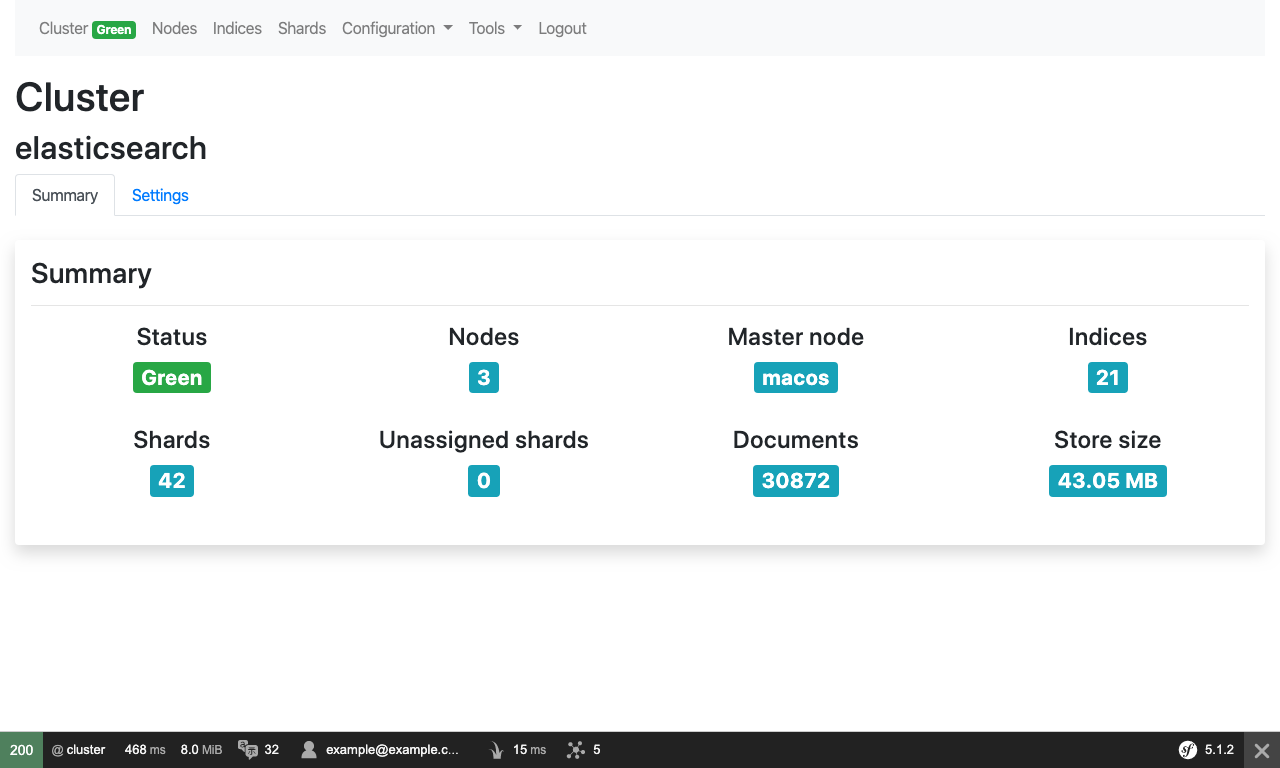 Cluster Green Nodes Indices Shards Configuration Tools Logout
Cluster
elasticsearch
Summary Settings
Summary
Status Nodes Master node Indices
Green 3 macos 21
Shards Unassigned shards Documents Store size
42 0 30872 43.05 MB
200 @ cluster 468 ms 8.0 MiB 32 example@example.c... 15 ms 5 sf 5.1.2